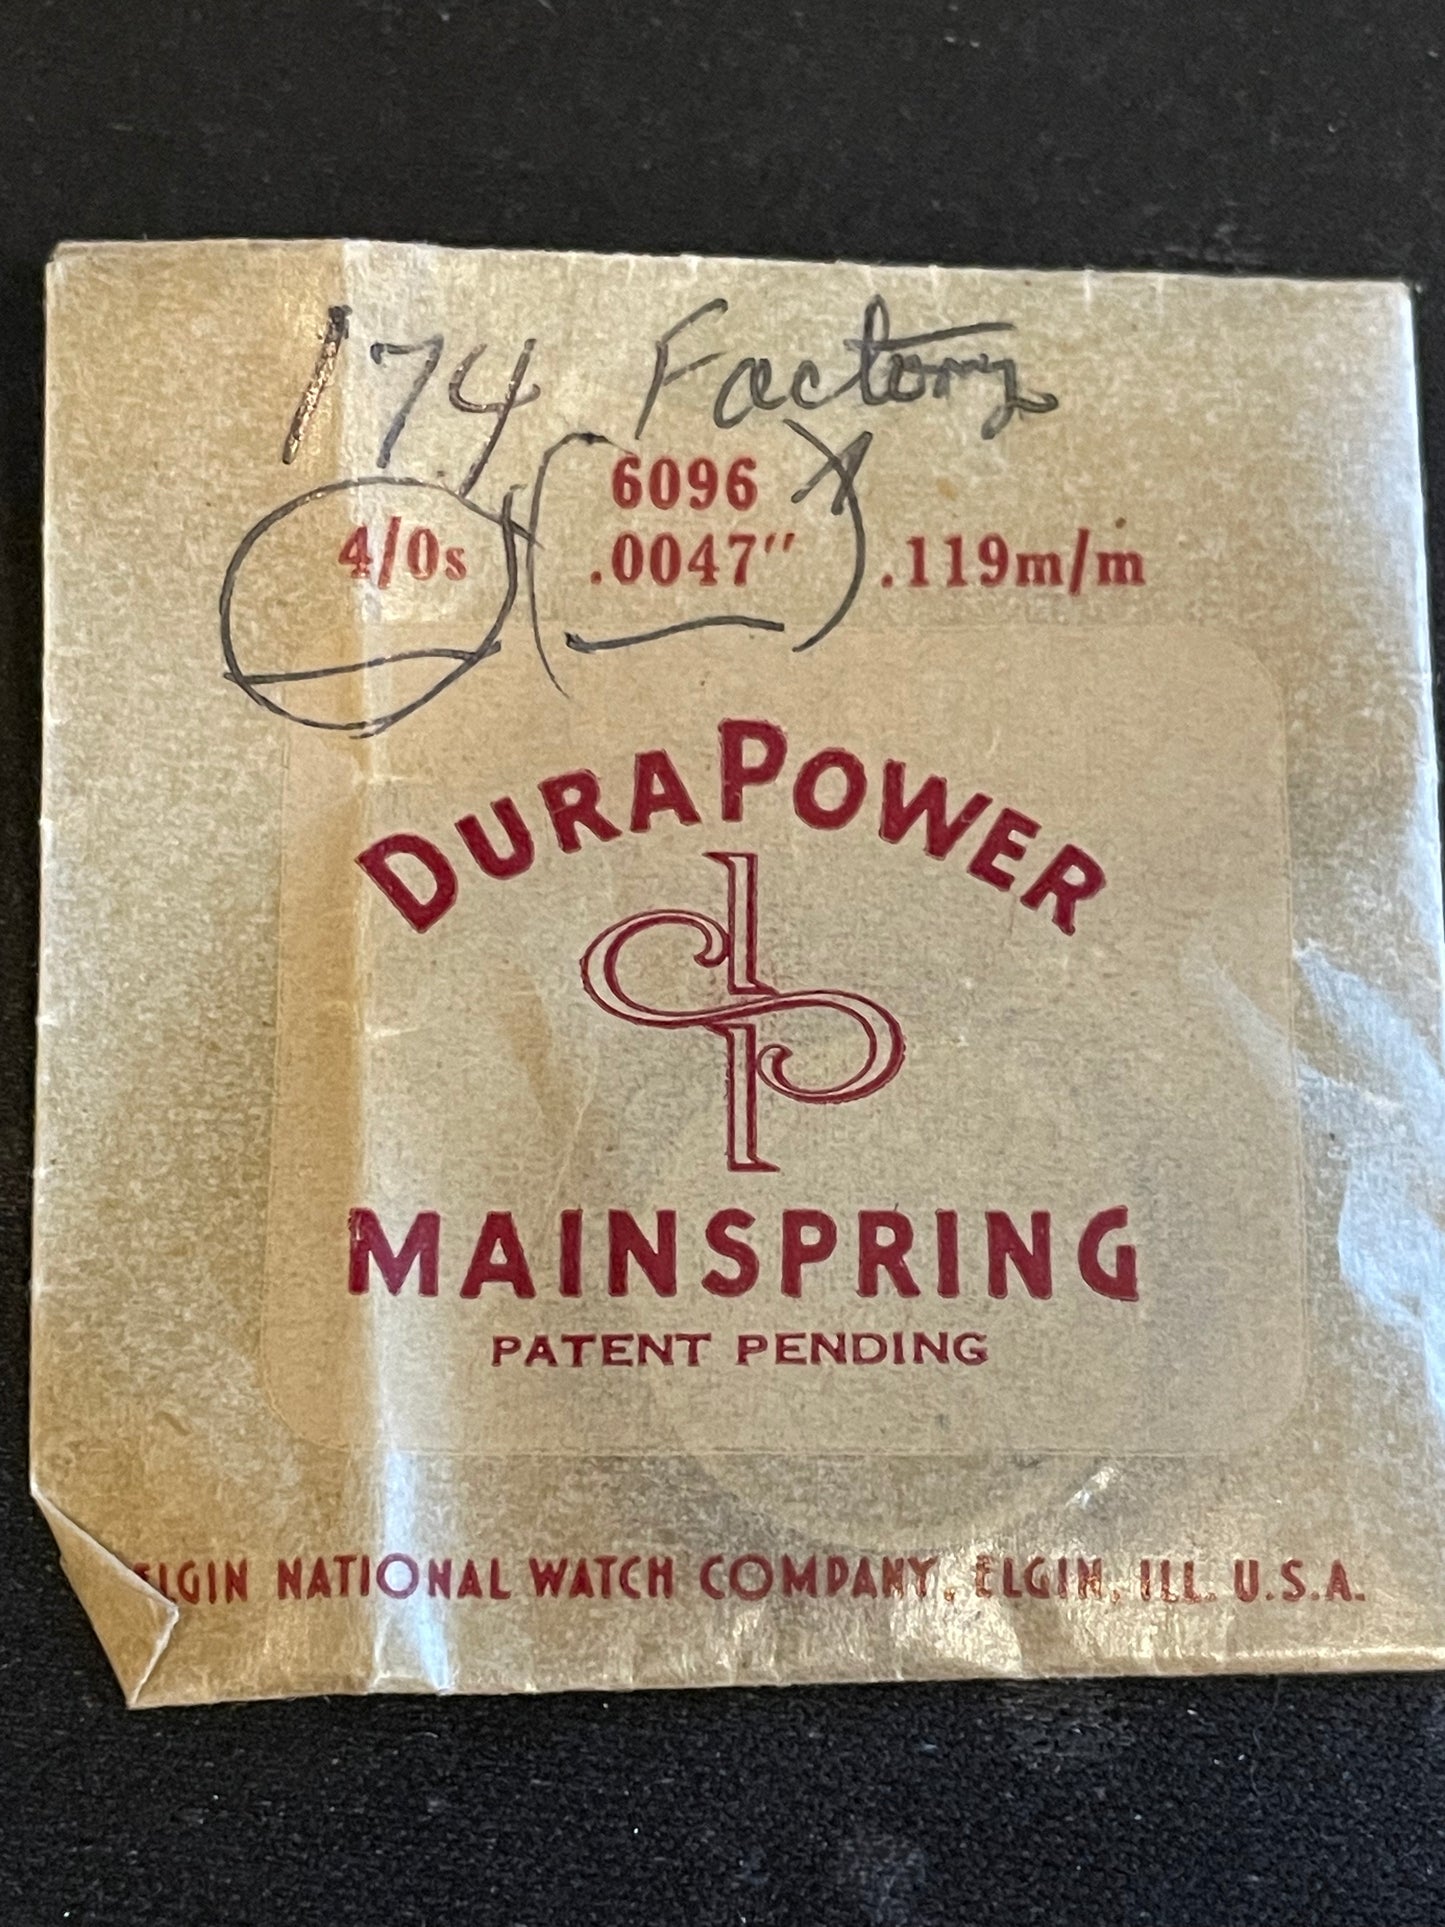 174 Factory
6096
4/0s .0047" .119m/m
DURAPOWER
MAINSPRING
PATENT PENDING
ELGIN NATIONAL WATCH COMPANY, ELGIN, ILL. U.S.A.